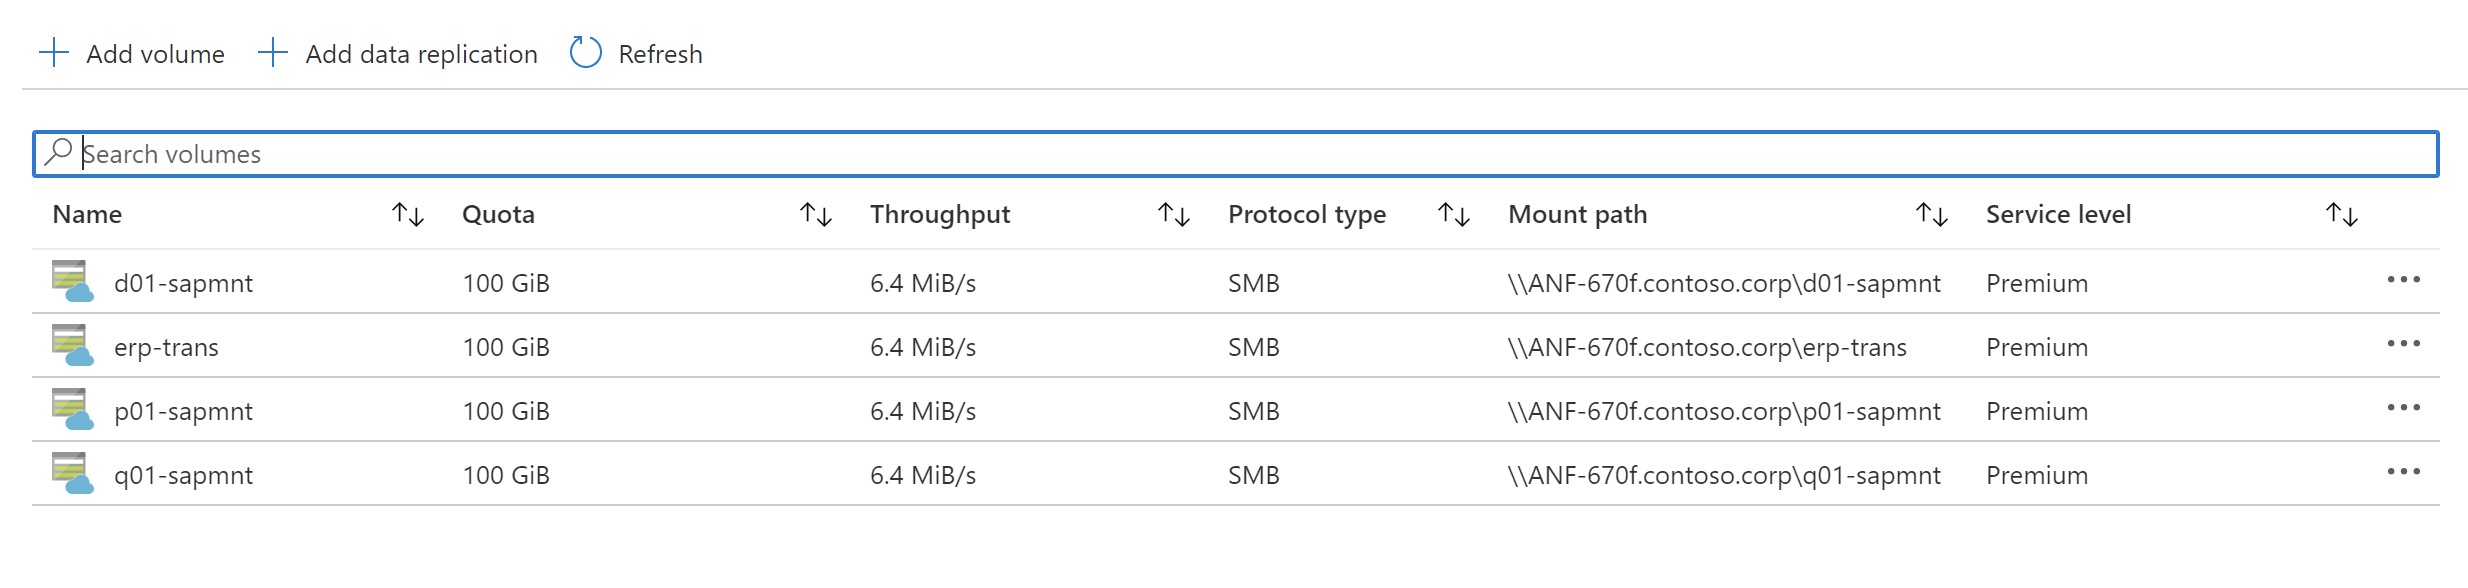 Add volume Add data replication Refresh
Search volumes
Name Quota Throughput Protocol type Mount path Service level
d01-sapmnt 100 GiB 6.4 MiB/s SMB \\ANF-670f.contoso.corp\d01-sapmnt Premium
erp-trans 100 GiB 6.4 MiB/s SMB \\ANF-670f.contoso.corp\erp-trans Premium
p01-sapmnt 100 GiB 6.4 MiB/s SMB \\ANF-670f.contoso.corp\p01-sapmnt Premium
q01-sapmnt 100 GiB 6.4 MiB/s SMB \\ANF-670f.contoso.corp\q01-sapmnt Premium